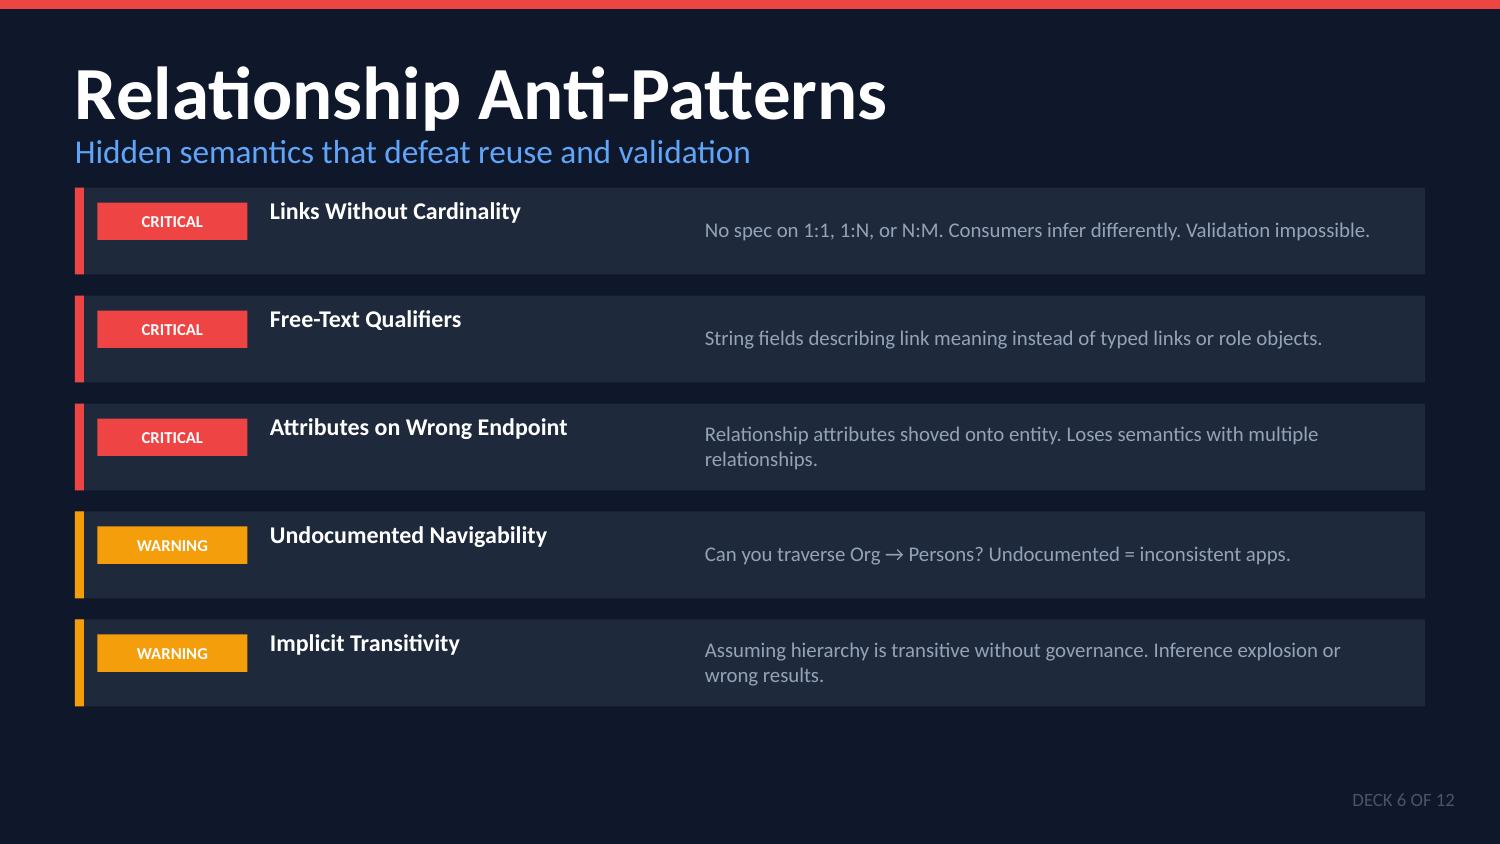 Relationship Anti-Patterns
Hidden semantics that defeat reuse and validation
CRITICAL
Links Without Cardinality
No spec on 1:1, 1:N, or N:M. Consumers infer differently. Validation impossible.
CRITICAL
Free-Text Qualifiers
String fields describing link meaning instead of typed links or role objects.
CRITICAL
Attributes on Wrong Endpoint
Relationship attributes shoved onto entity. Loses semantics with multiple
relationships.
WARNING
Undocumented Navigability
Can you traverse Org → Persons? Undocumented = inconsistent apps.
WARNING
Implicit Transitivity
Assuming hierarchy is transitive without governance. Inference explosion or
wrong results.
DECK 6 OF 12